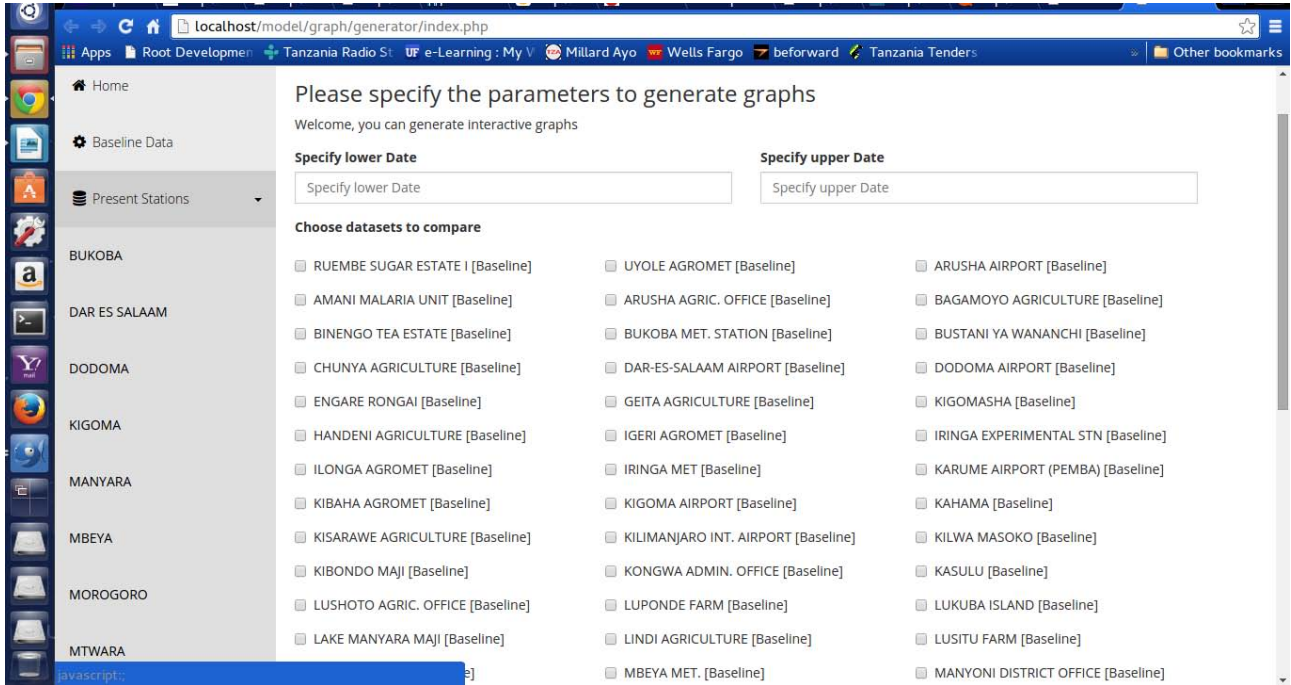 localhost/model/graph/generator/index.php
Apps Root Developmen Tanzania Radio St UF e-Learning : My V Millard Ayo Wells Fargo beforward Tanzania Tenders Other bookmarks
Home
Baseline Data
Present Stations
BUKOBA
DAR ES SALAAM
DODOMA
KIGOMA
MANYARA
MBEYA
MOROGORO
MTWARA
javascript:;
Please specify the parameters to generate graphs
Welcome, you can generate interactive graphs
Specify lower Date Specify upper Date
Specify lower Date Specify upper Date
Choose datasets to compare
RUEMBE SUGAR ESTATE I [Baseline] UYOLE AGROMET [Baseline] ARUSHA AIRPORT [Baseline]
AMANI MALARIA UNIT [Baseline] ARUSHA AGRIC. OFFICE [Baseline] BAGAMOYO AGRICULTURE [Baseline]
BINENGO TEA ESTATE [Baseline] BUKOBA MET. STATION [Baseline] BUSTANI YA WANANCHI [Baseline]
CHUNYA AGRICULTURE [Baseline] DAR-ES-SALAAM AIRPORT [Baseline] DODOMA AIRPORT [Baseline]
ENGARE RONGAI [Baseline] GEITA AGRICULTURE [Baseline] KIGOMASHA [Baseline]
HANDENI AGRICULTURE [Baseline] IGERI AGROMET [Baseline] IRINGA EXPERIMENTAL STN [Baseline]
ILONGA AGROMET [Baseline] IRINGA MET [Baseline] KARUME AIRPORT (PEMBA) [Baseline]
KIBAHA AGROMET [Baseline] KIGOMA AIRPORT [Baseline] KAHAMA [Baseline]
KISARAWE AGRICULTURE [Baseline] KILIMANJARO INT. AIRPORT [Baseline] KILWA MASOKO [Baseline]
KIBONDO MAJI [Baseline] KONGWA ADMIN. OFFICE [Baseline] KASULU [Baseline]
LUSHOTO AGRIC. OFFICE [Baseline] LUPONDE FARM [Baseline] LUKUBA ISLAND [Baseline]
LAKE MANYARA MAJI [Baseline] LINDI AGRICULTURE [Baseline] LUSITU FARM [Baseline]
e] MBEYA MET. [Baseline] MANYONI DISTRICT OFFICE [Baseline]